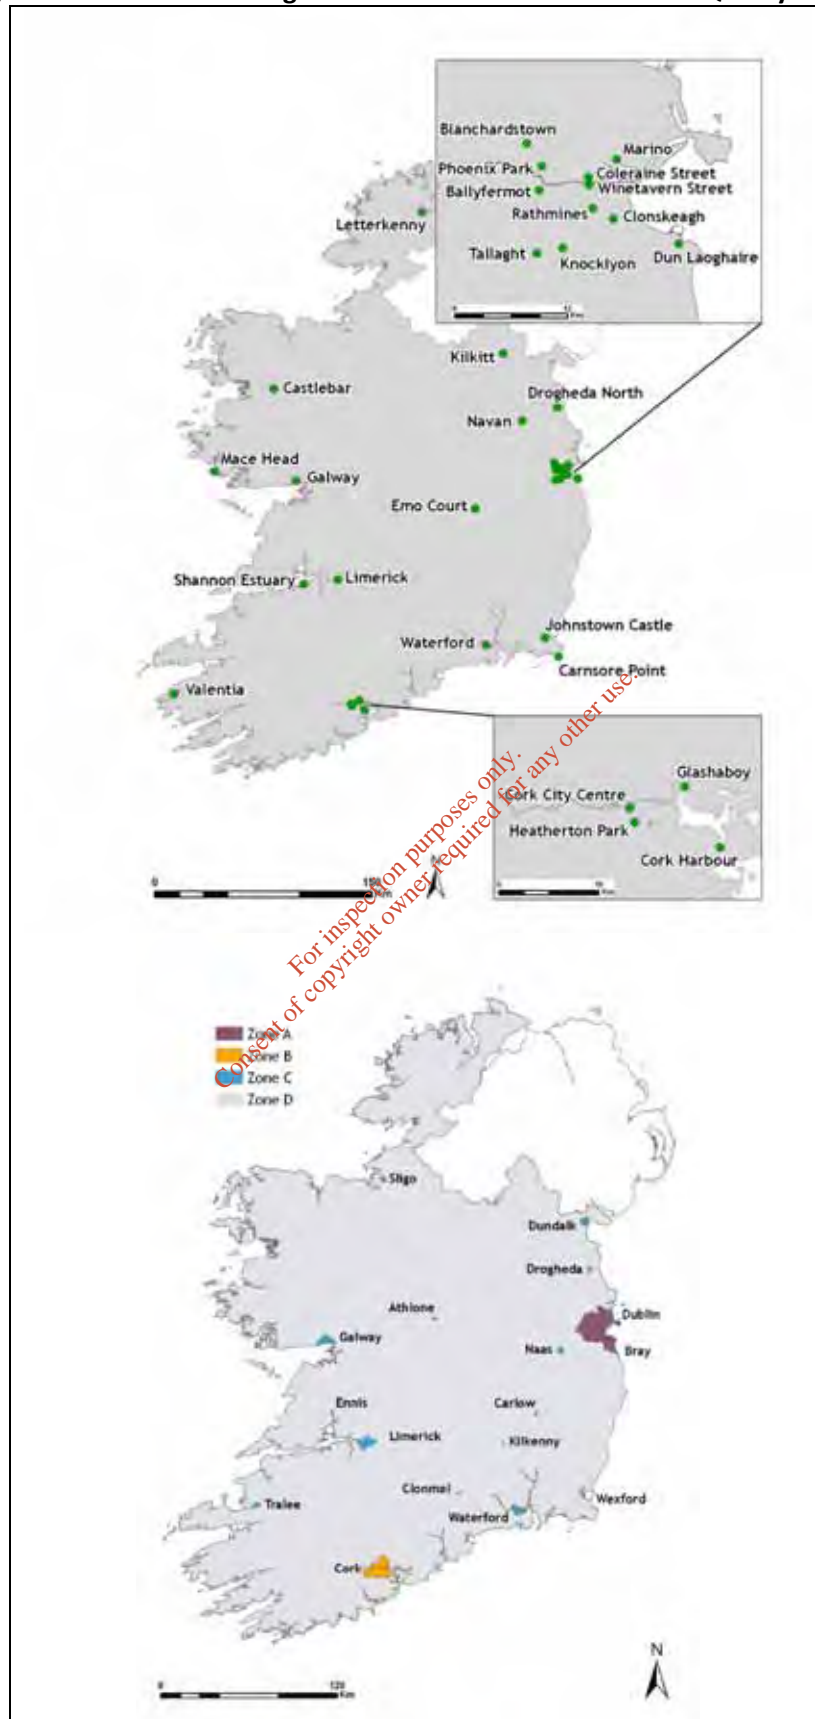 Blanchardstown
Marino
Phoenix Park
Coleraine Street
Ballyfermot
Winetavern Street
Rathmines
Clonskeagh
Tallaght
Knocklyon
Dun Laoghaire
Letterkenny
Kilkitt
Castlebar
Drogheda North
Navan
Mace Head
Galway
Emo Court
Shannon Estuary
Limerick
Johnstown Castle
Waterford
Carnsore Point
Valentia
Glashaboy
Cork City Centre
Heatherton Park
Cork Harbour
N
0
Km
For inspection purposes only.
Consent of copyright owner required for any other use.
Zone A
Zone B
Zone C
Zone D
Sligo
Dundalk
Drogheda
Athlone
Dublin
Galway
Naas
Bray
Ennis
Carlow
Limerick
Kilkenny
Clonmel
Tralee
Wexford
Waterford
Cork
N
0 120
Km